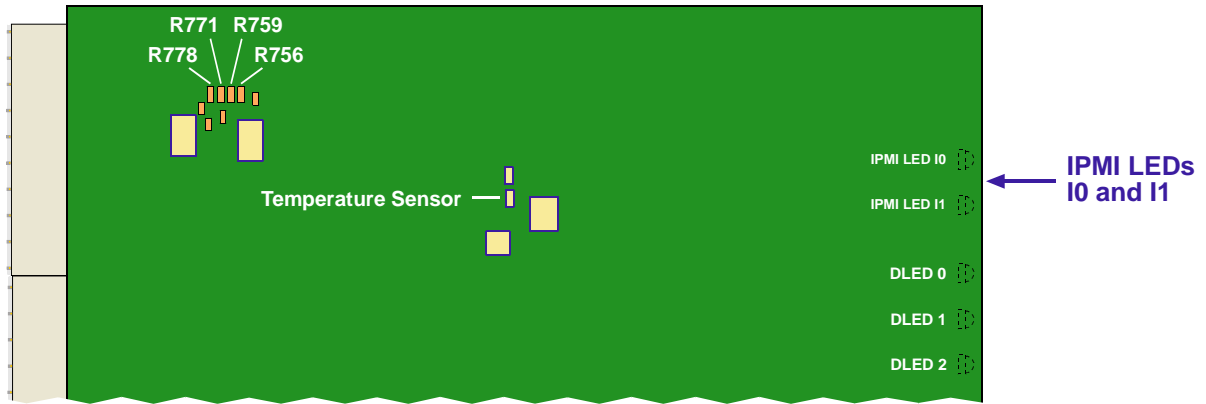 R771 R759
R778 R756
IPMI LED I0
IPMI LEDs
I0 and I1
Temperature Sensor
IPMI LED I1
DLED 0
DLED 1
DLED 2